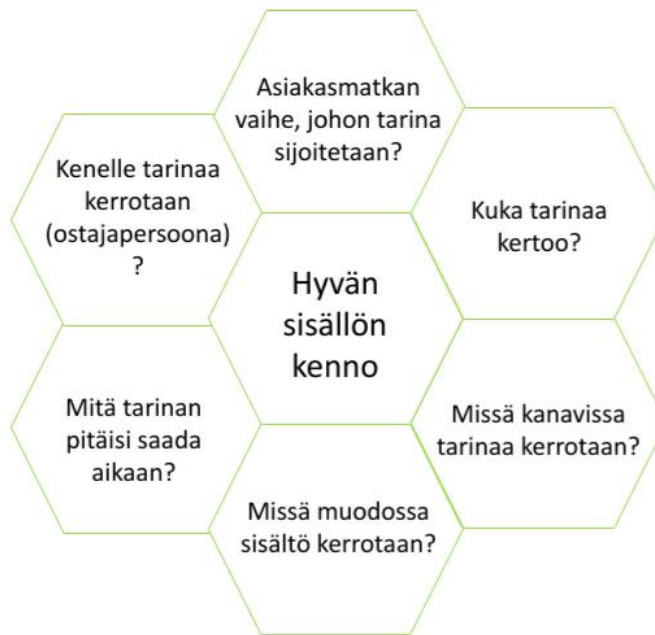 Asiakasmatkan
vaihe, johon tarina
sijoitetaan?
Kenelle tarinaa
kerrotaan
(ostajapersoona)
?
Kuka tarinaa
kertoo?
Hyvän
sisällön
kenno
Mitä tarinan
pitäisi saada
aikaan?
Missä kanavissa
tarinaa kerrotaan?
Missä muodossa
sisältö kerrotaan?